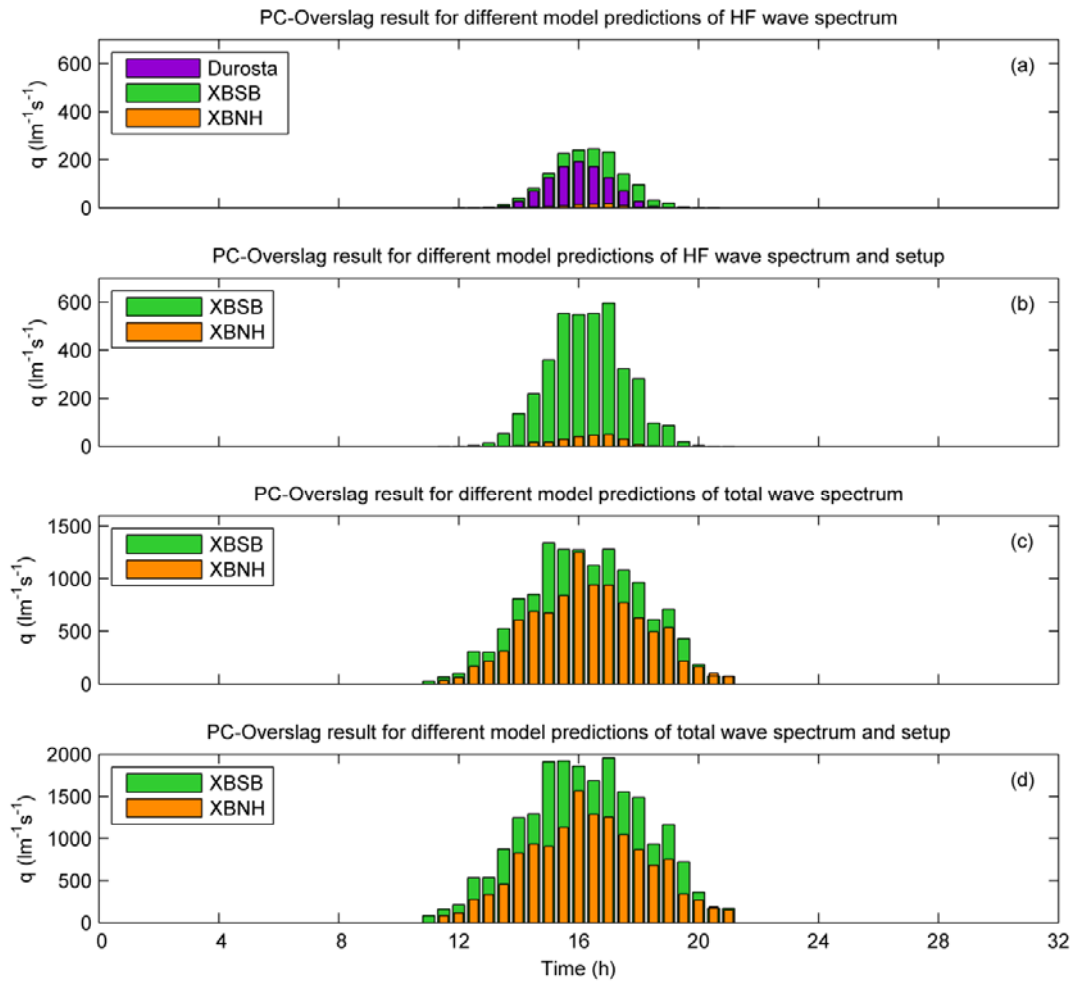 PC-Overslag result for different model predictions of HF wave spectrum
q (lm⁻¹s⁻¹)
600
400
200
0
Durosta
XBSB
XBNH
(a)
PC-Overslag result for different model predictions of HF wave spectrum and setup
q (lm⁻¹s⁻¹)
600
400
200
0
XBSB
XBNH
(b)
PC-Overslag result for different model predictions of total wave spectrum
q (lm⁻¹s⁻¹)
1500
1000
500
0
XBSB
XBNH
(c)
PC-Overslag result for different model predictions of total wave spectrum and setup
q (lm⁻¹s⁻¹)
2000
1500
1000
500
0
XBSB
XBNH
(d)
0 4 8 12 16 20 24 28 32
Time (h)